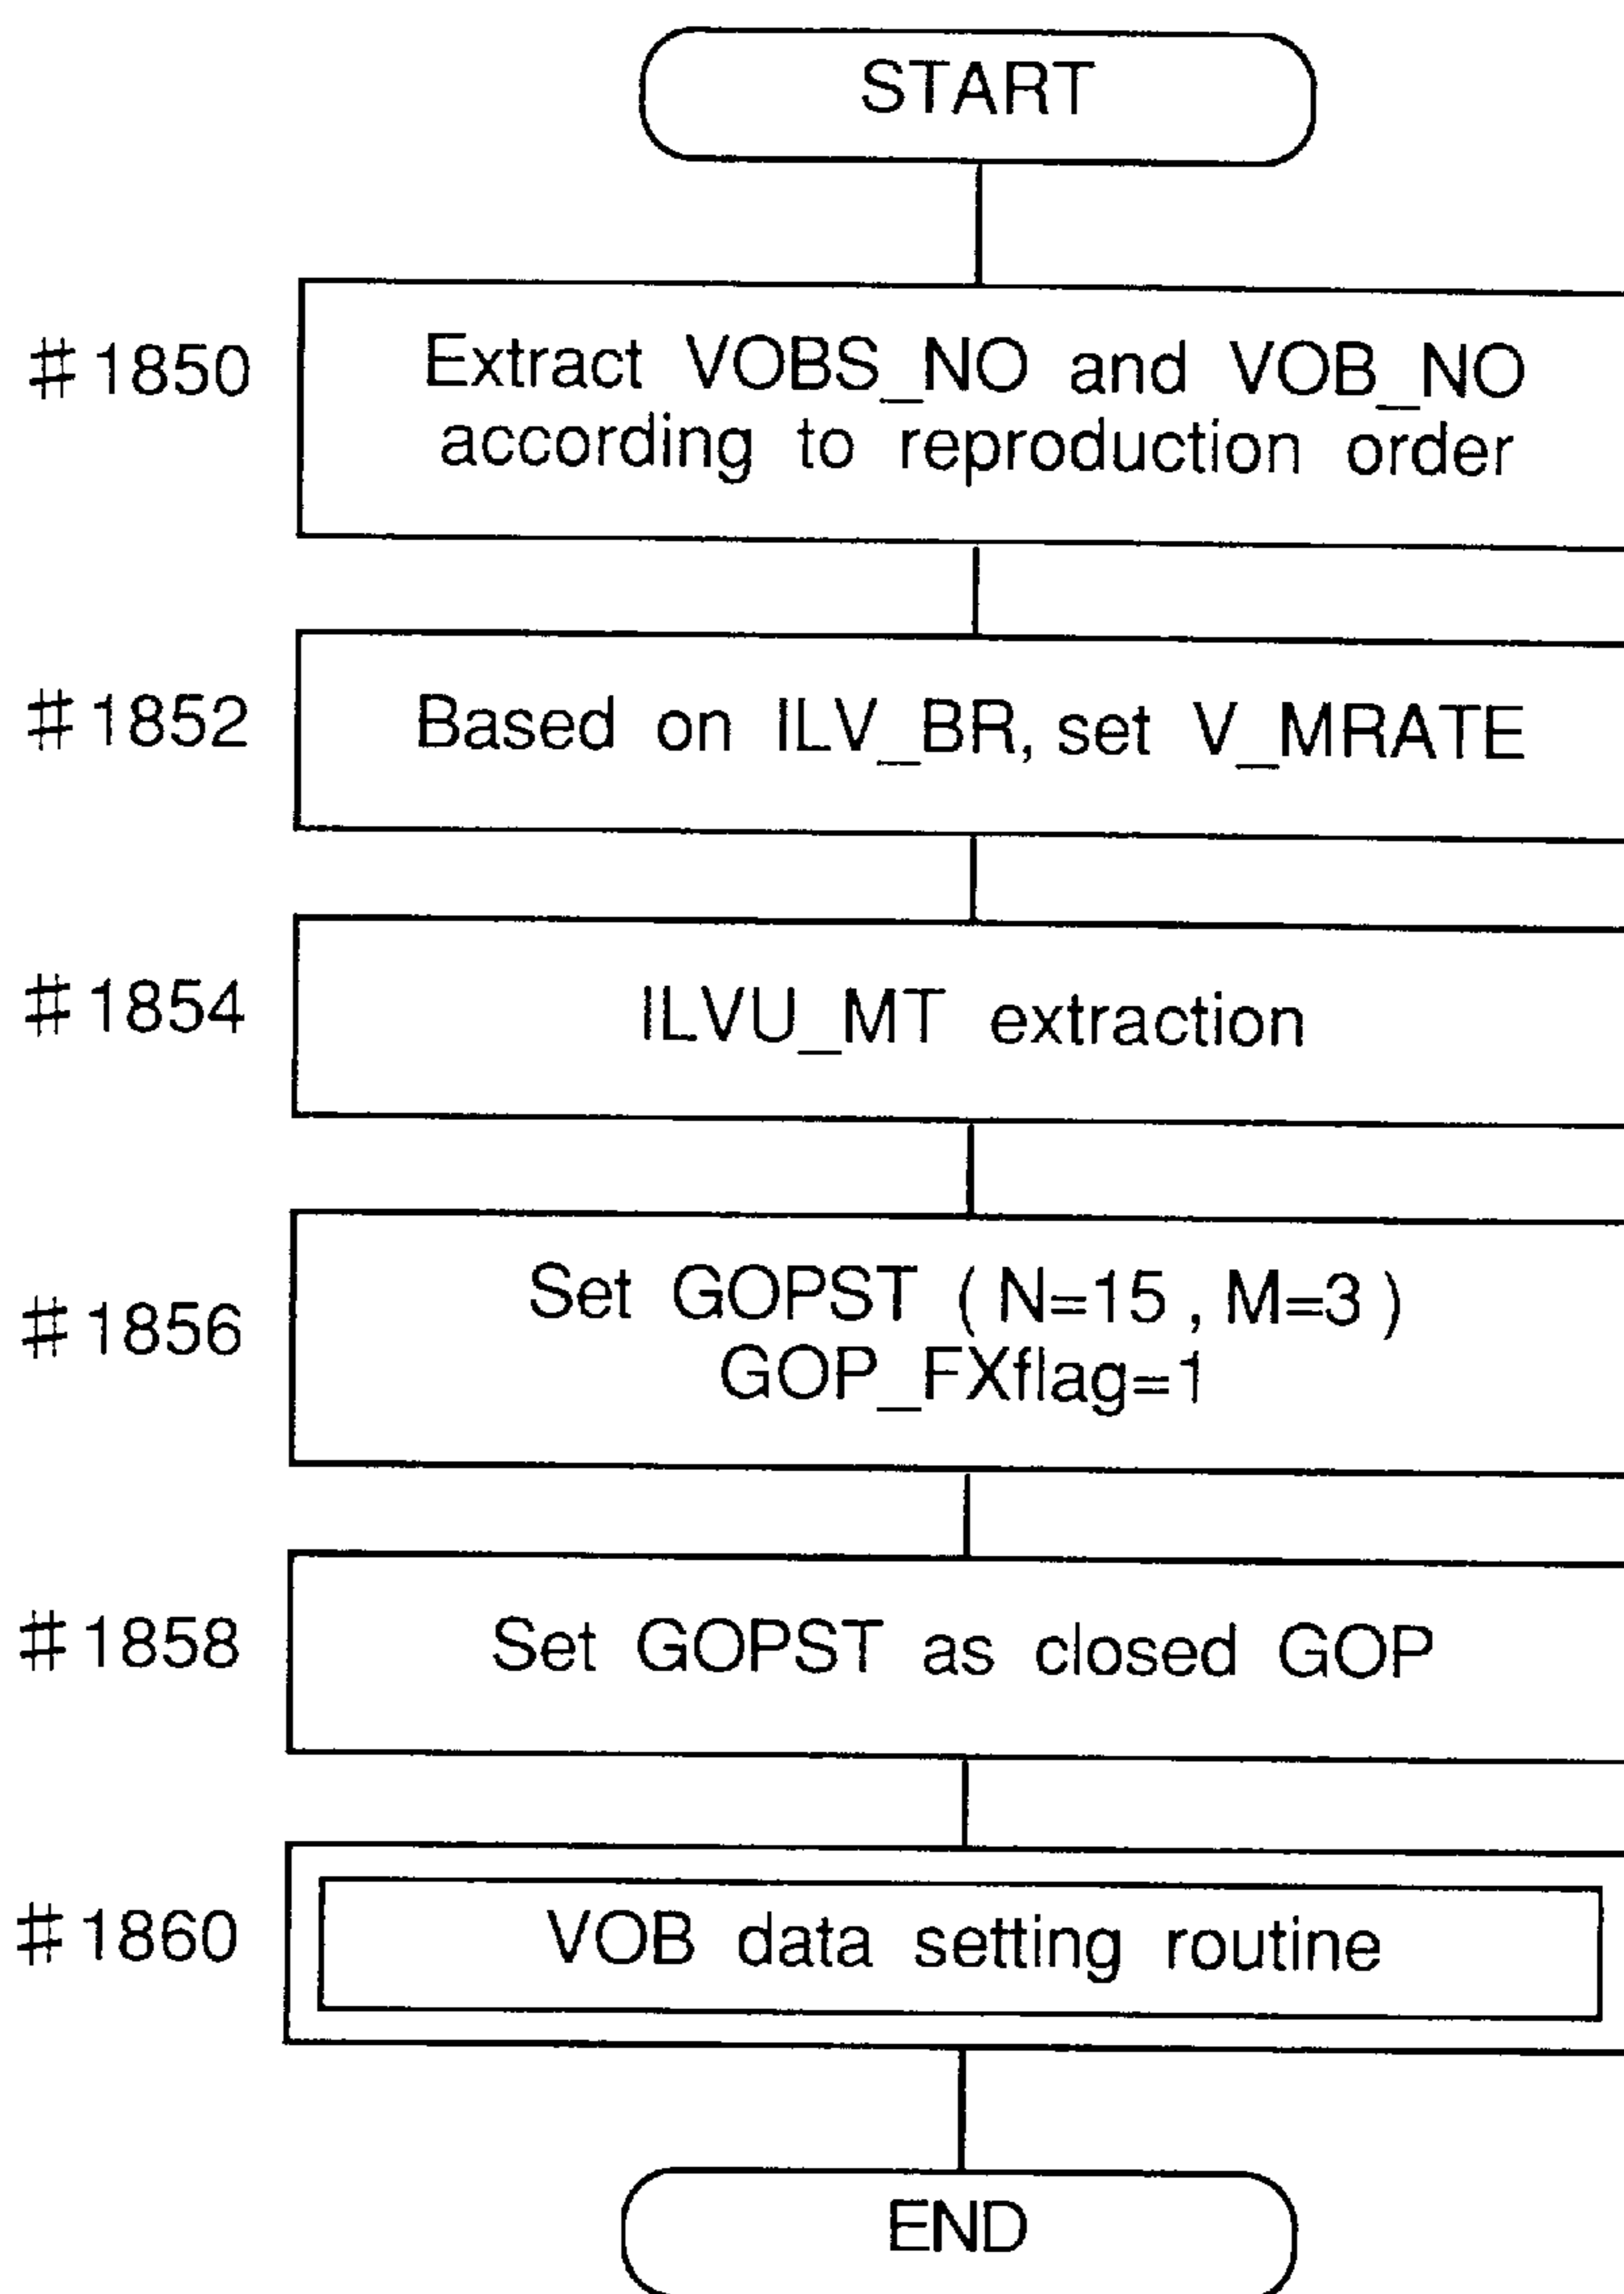 START
#1850
Extract VOBS_NO and VOB_NO
according to reproduction order
#1852
Based on ILV_BR, set V_MRATE
#1854
ILVU_MT extraction
#1856
Set GOPST ( N=15 , M=3 )
GOP_FXflag=1
#1858
Set GOPST as closed GOP
#1860
VOB data setting routine
END